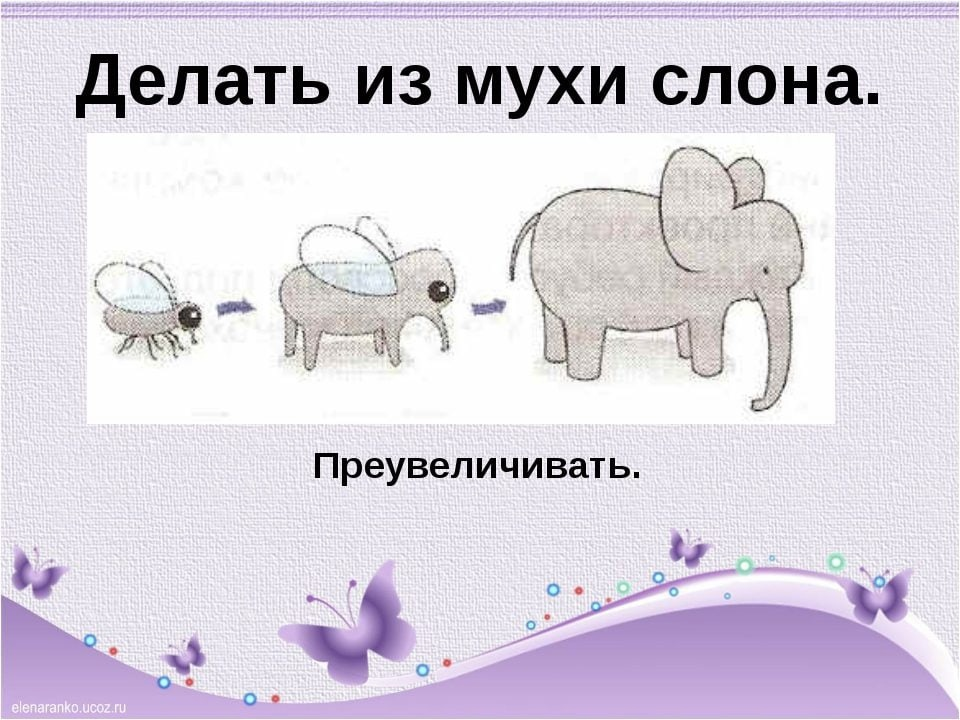 Делать из мухи слона.
Преувеличивать.
elenaranko.ucoz.ru